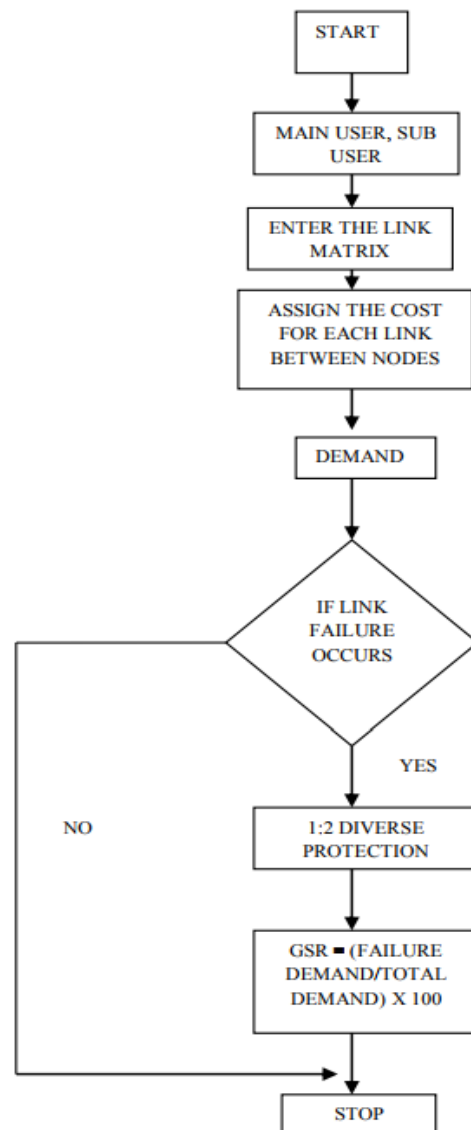 START
MAIN USER, SUB
USER
ENTER THE LINK
MATRIX
ASSIGN THE COST
FOR EACH LINK
BETWEEN NODES
DEMAND
IF LINK
FAILURE
OCCURS
YES
NO
1:2 DIVERSE
PROTECTION
GSR = (FAILURE
DEMAND/TOTAL
DEMAND) X 100
STOP